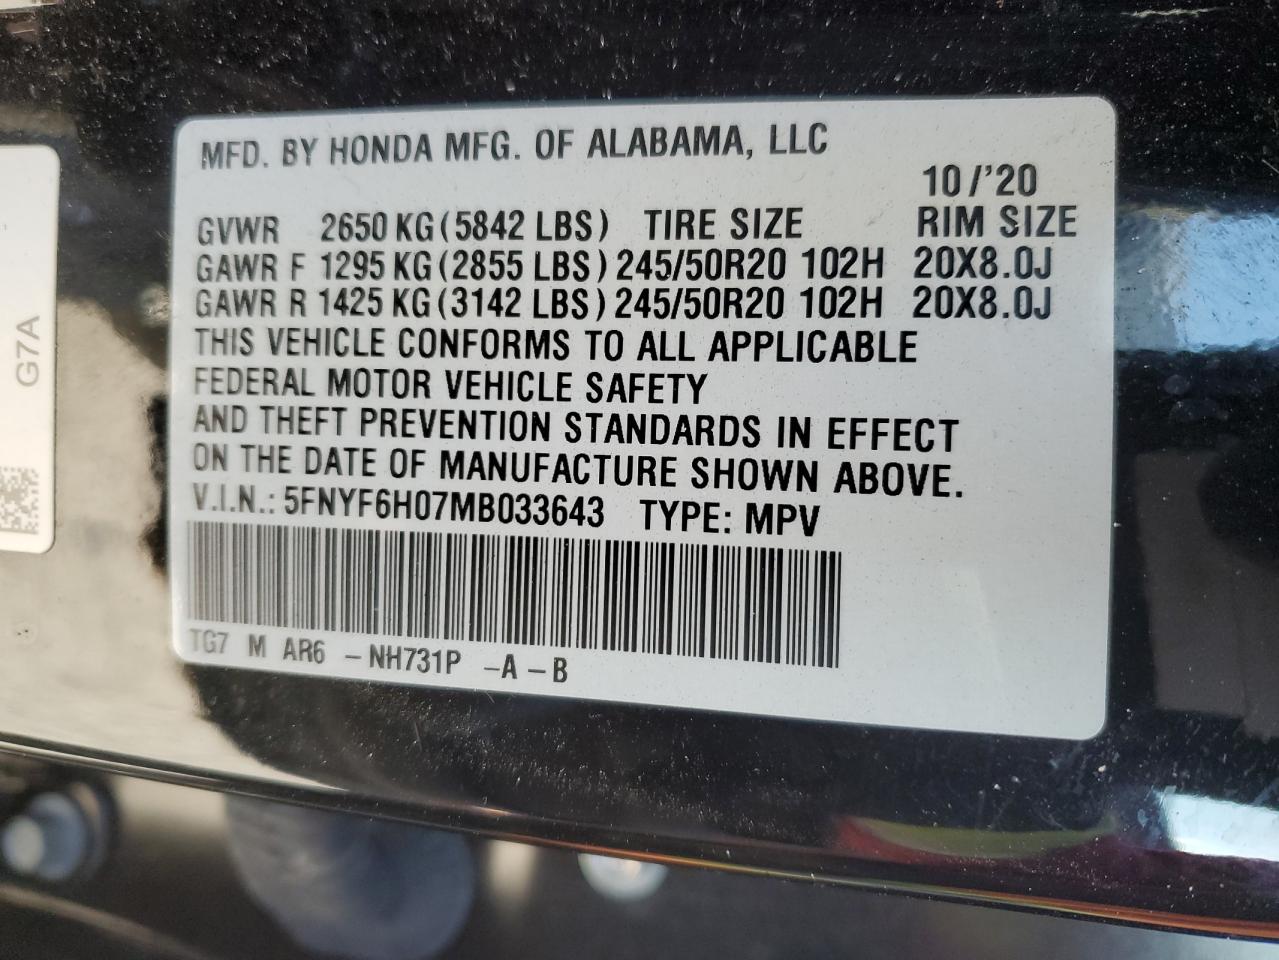 MFD. BY HONDA MFG. OF ALABAMA, LLC
10/'20
GVWR 2650 KG (5842 LBS) TIRE SIZE RIM SIZE
GAWR F 1295 KG (2855 LBS) 245/50R20 102H 20X8.0J
GAWR R 1425 KG (3142 LBS) 245/50R20 102H 20X8.0J
THIS VEHICLE CONFORMS TO ALL APPLICABLE
FEDERAL MOTOR VEHICLE SAFETY
AND THEFT PREVENTION STANDARDS IN EFFECT
ON THE DATE OF MANUFACTURE SHOWN ABOVE.
V.I.N.: 5FNYF6H07MB033643 TYPE: MPV
TG7 M AR6 -NH731P -A-B
G7A